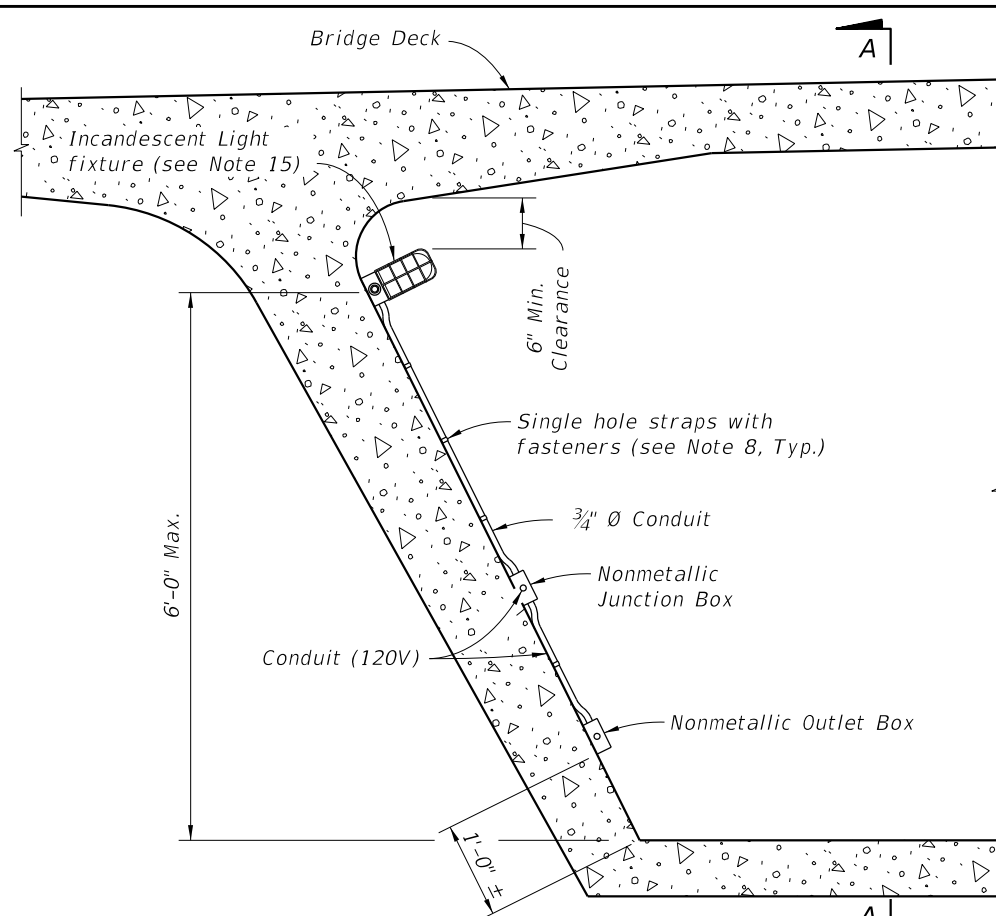 Bridge Deck
A
Incandescent Light
fixture (see Note 15)
6" Min.
Clearance
Single hole straps with
fasteners (see Note 8, Typ.)
¾" Ø Conduit
6'-0" Max.
Nonmetallic
Junction Box
Conduit (120V)
Nonmetallic Outlet Box
1'-0" ±
A